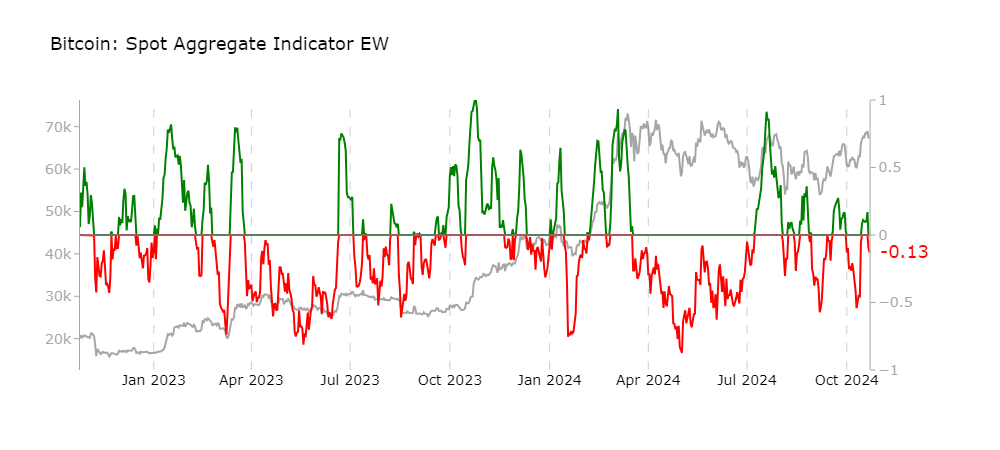 Bitcoin: Spot Aggregate Indicator EW
70k
60k
50k
40k
30k
20k
1
0.5
0
−0.13
−0.5
−1
Jan 2023 Apr 2023 Jul 2023 Oct 2023 Jan 2024 Apr 2024 Jul 2024 Oct 2024